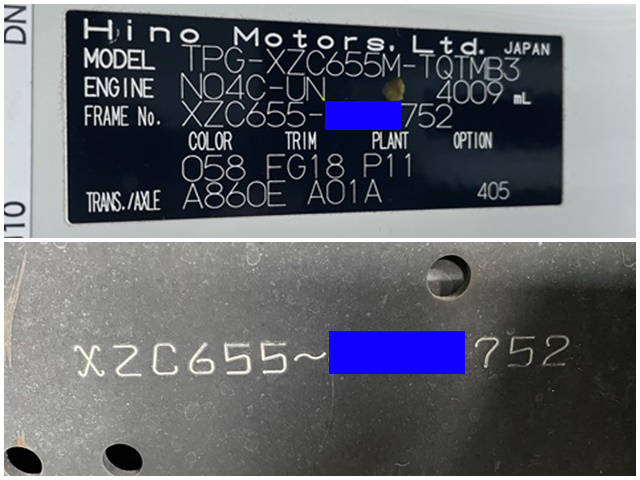 DN
Hino Motors, Ltd. JAPAN
MODEL TPG-XZC655M-TQTMB3
ENGINE N04C-UN 4009 mL
FRAME No. XZC655- 752
COLOR TRIM PLANT OPTION
058 FG18 P11
TRANS./AXLE A860E A01A 405
XZC655~ 752